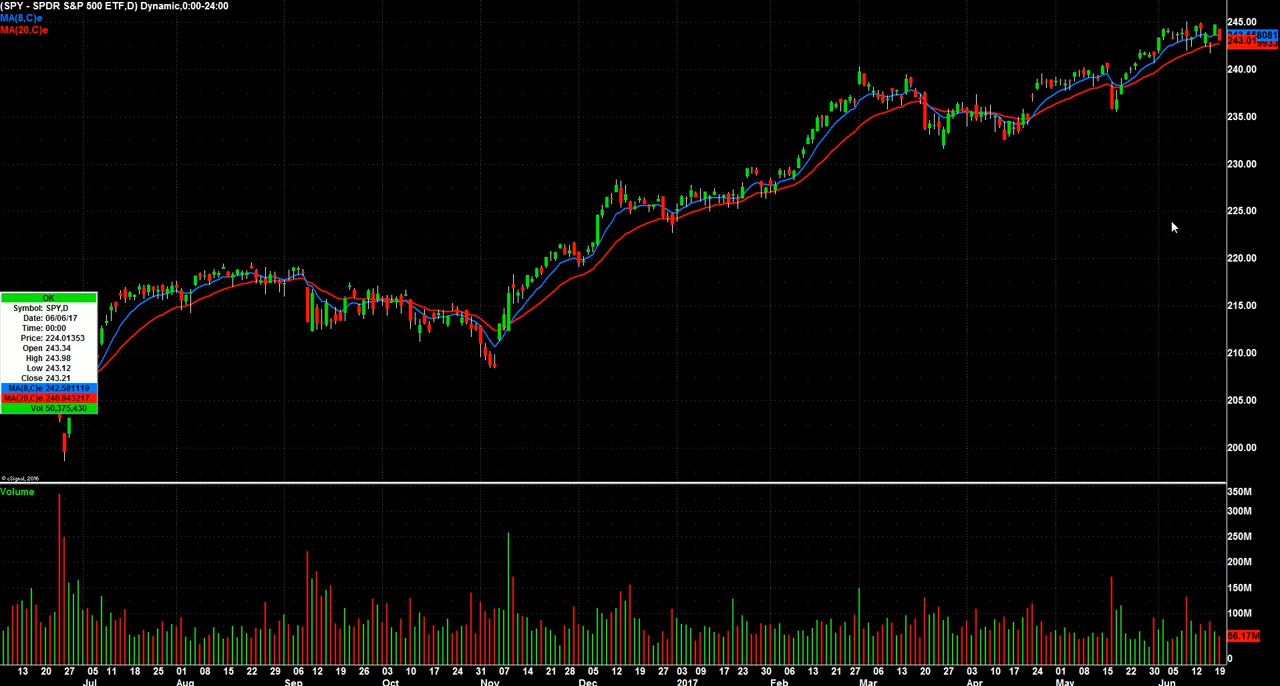 (SPY - SPDR S&P 500 ETF,D) Dynamic,0:00-24:00
MA(8,C)e
MA(20,C)e
245.00
243.01
240.00
235.00
230.00
225.00
220.00
215.00
210.00
205.00
200.00
OK
Symbol: SPY,D
Date: 06/06/17
Time: 00:00
Price: 224.01353
Open 243.34
High 243.98
Low 243.12
Close 243.21
MA(8,C)e 242.581119
MA(20,C)e 240.943217
Vol 50,375,430
© eSignal, 2016
Volume
350M
300M
250M
200M
150M
100M
56.17M
0
13 20 27 05 11 18 25 01 08 15 22 29 06 12 19 26 03 10 17 24 31 07 14 21 28 05 12 19 27 03 09 17 23 30 06 13 21 27 06 13 20 27 03 10 17 24 01 08 15 22 30 05 12 19
Jul Aug Sep Oct Nov Dec 2017 Feb Mar Apr May Jun